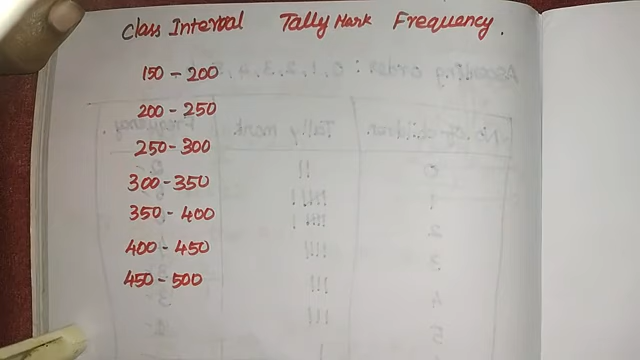 Class Interval Tally Mark Frequency.
150 - 200
200 - 250
250 - 300
300 - 350
350 - 400
400 - 450
450 - 500